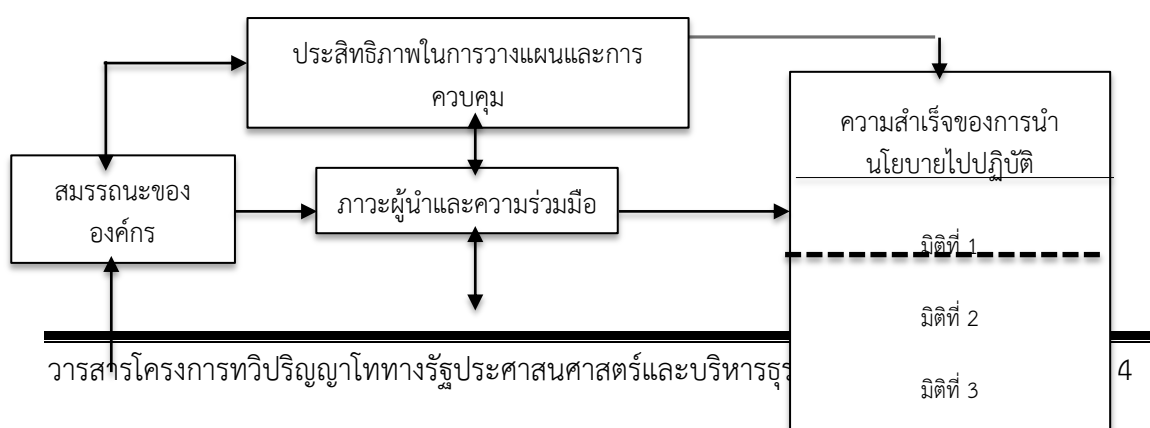 ประสิทธิภาพในการวางแผนและการ
ควบคุม
ความสำเร็จของการนำ
นโยบายไปปฏิบัติ
สมรรถนะของ
องค์กร
ภาวะผู้นำและความร่วมมือ
มิติที่ 1
มิติที่ 2
มิติที่ 3
วารสารโครงการทวิปริญญาโททางรัฐประศาสนศาสตร์และบริหารธุร
4